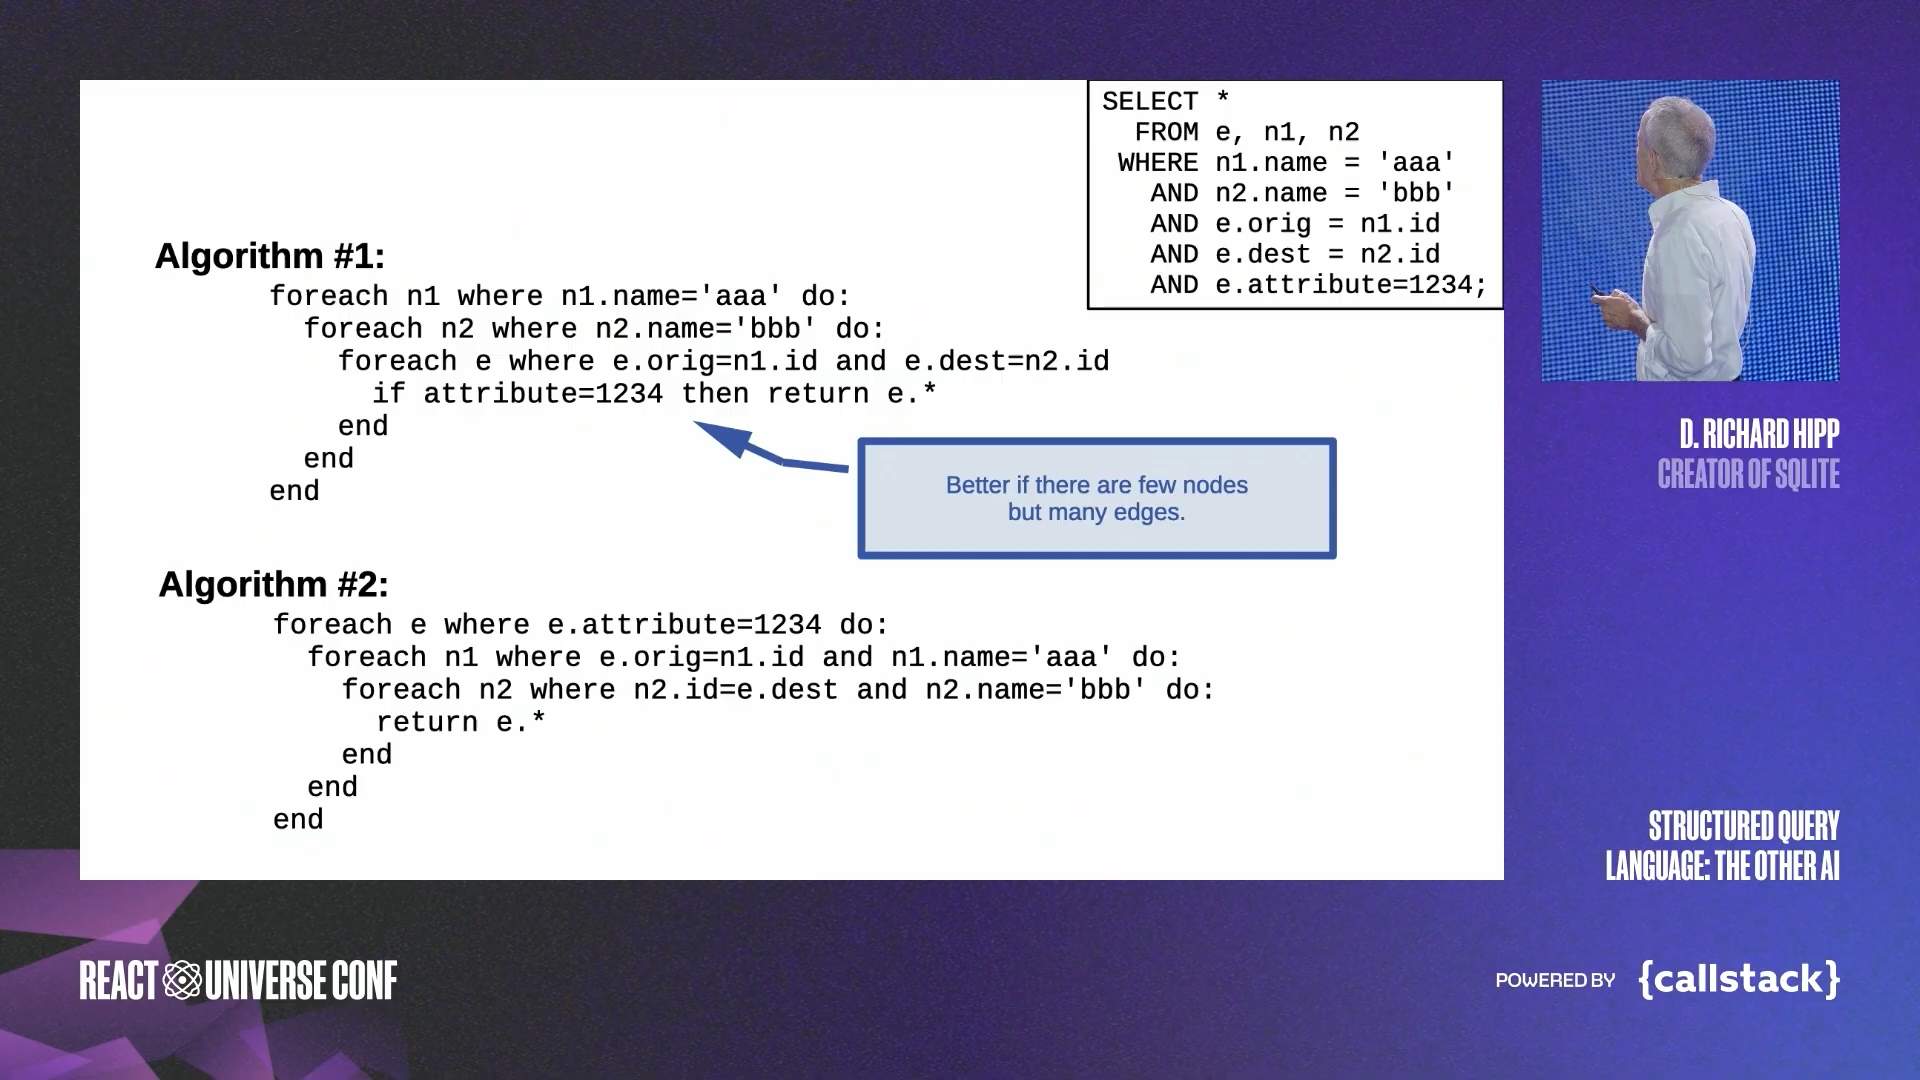 SELECT *
FROM e, n1, n2
WHERE n1.name = 'aaa'
AND n2.name = 'bbb'
AND e.orig = n1.id
AND e.dest = n2.id
AND e.attribute=1234;
Algorithm #1:
foreach n1 where n1.name='aaa' do:
foreach n2 where n2.name='bbb' do:
foreach e where e.orig=n1.id and e.dest=n2.id
if attribute=1234 then return e.*
end
end
end
Better if there are few nodes
but many edges.
Algorithm #2:
foreach e where e.attribute=1234 do:
foreach n1 where e.orig=n1.id and n1.name='aaa' do:
foreach n2 where n2.id=e.dest and n2.name='bbb' do:
return e.*
end
end
end
D. RICHARD HIPP
CREATOR OF SQLITE
STRUCTURED QUERY
LANGUAGE: THE OTHER AI
REACT UNIVERSE CONF
POWERED BY {callstack}